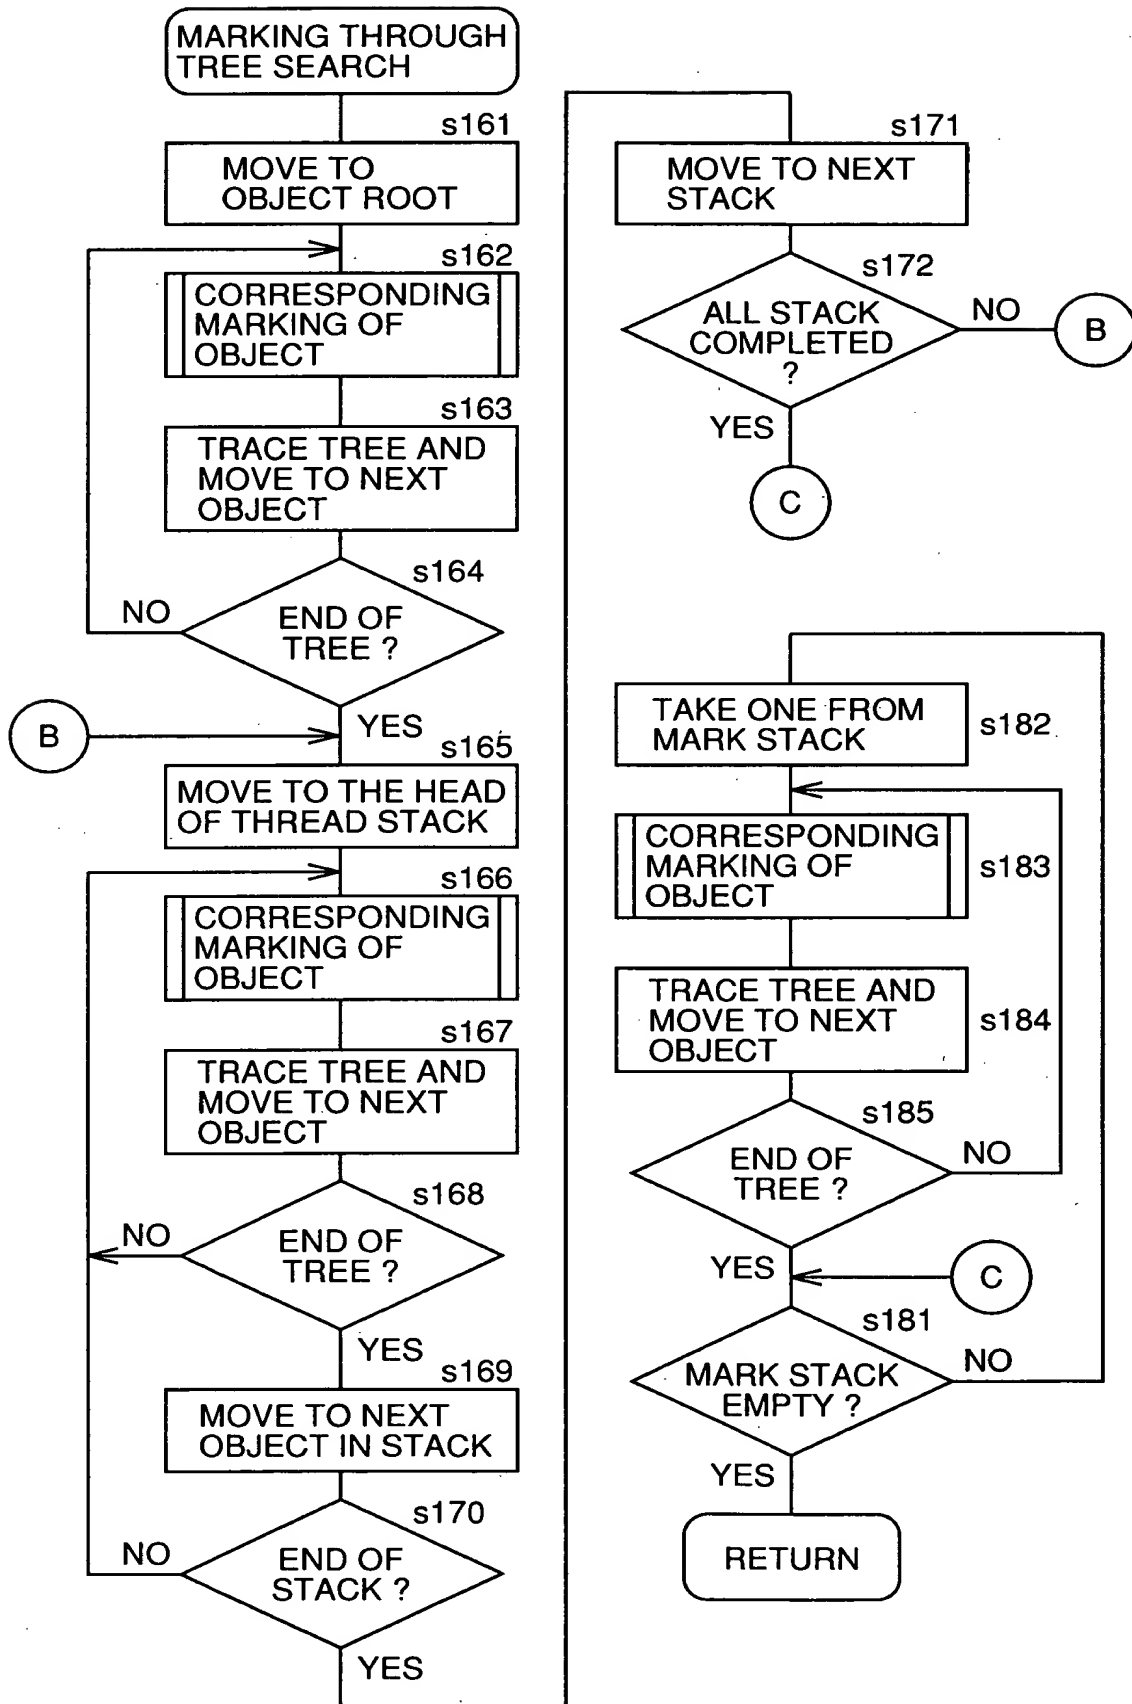 MARKING THROUGH
TREE SEARCH
s161
MOVE TO
OBJECT ROOT
s162
CORRESPONDING
MARKING OF
OBJECT
s163
TRACE TREE AND
MOVE TO NEXT
OBJECT
s164
NO
END OF
TREE ?
B
YES
s165
MOVE TO THE HEAD
OF THREAD STACK
s166
CORRESPONDING
MARKING OF
OBJECT
s167
TRACE TREE AND
MOVE TO NEXT
OBJECT
s168
NO
END OF
TREE ?
YES
s169
MOVE TO NEXT
OBJECT IN STACK
s170
NO
END OF
STACK ?
YES
s171
MOVE TO NEXT
STACK
s172
ALL STACK
COMPLETED
?
NO
B
YES
C
TAKE ONE FROM
MARK STACK
s182
CORRESPONDING
MARKING OF
OBJECT
s183
TRACE TREE AND
MOVE TO NEXT
OBJECT
s184
s185
END OF
TREE ?
NO
YES
C
s181
MARK STACK
EMPTY ?
NO
YES
RETURN